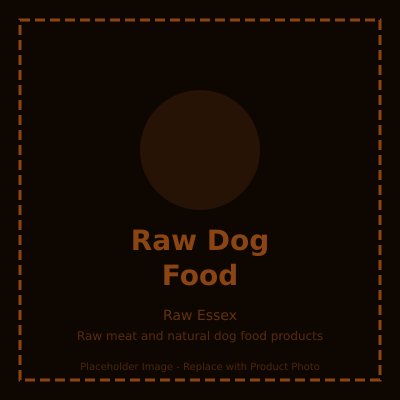 Raw Dog
Food
Raw Essex
Raw meat and natural dog food products
Placeholder Image - Replace with Product Photo